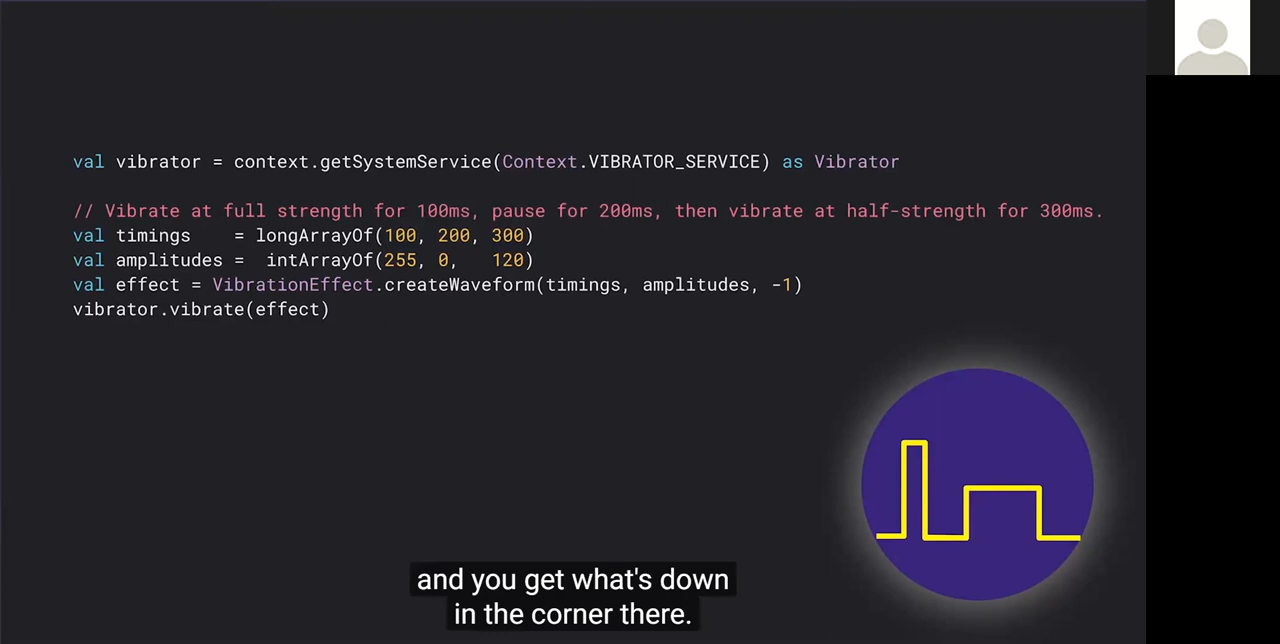 val vibrator = context.getSystemService(Context.VIBRATOR_SERVICE) as Vibrator
// Vibrate at full strength for 100ms, pause for 200ms, then vibrate at half-strength for 300ms.
val timings    = longArrayOf(100, 200, 300)
val amplitudes =  intArrayOf(255, 0,   120)
val effect = VibrationEffect.createWaveform(timings, amplitudes, -1)
vibrator.vibrate(effect)
and you get what's down
in the corner there.